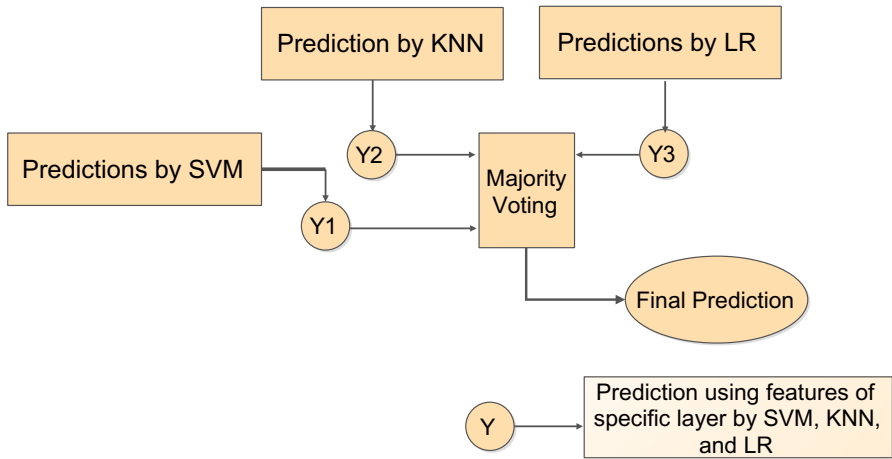 Prediction by KNN
Predictions by LR
Predictions by SVM
Y2
Y3
Majority
Voting
Y1
Final Prediction
Y
Prediction using features of
specific layer by SVM, KNN,
and LR